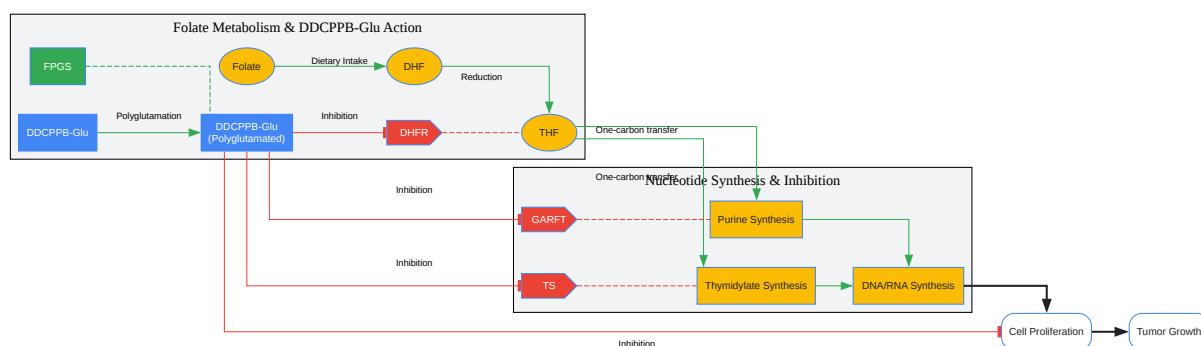 Folate Metabolism & DDCPPB-Glu Action
FPGS
Folate
Dietary Intake
DHF
Reduction
DDCPPB-Glu
Polyglutamation
DDCPPB-Glu
(Polyglutamated)
Inhibition
DHFR
THF
One-carbon transfer
One-carbon transfer
Nucleotide Synthesis & Inhibition
Inhibition
GARFT
Purine Synthesis
Inhibition
TS
Thymidylate Synthesis
DNA/RNA Synthesis
Cell Proliferation
Tumor Growth
Inhibition